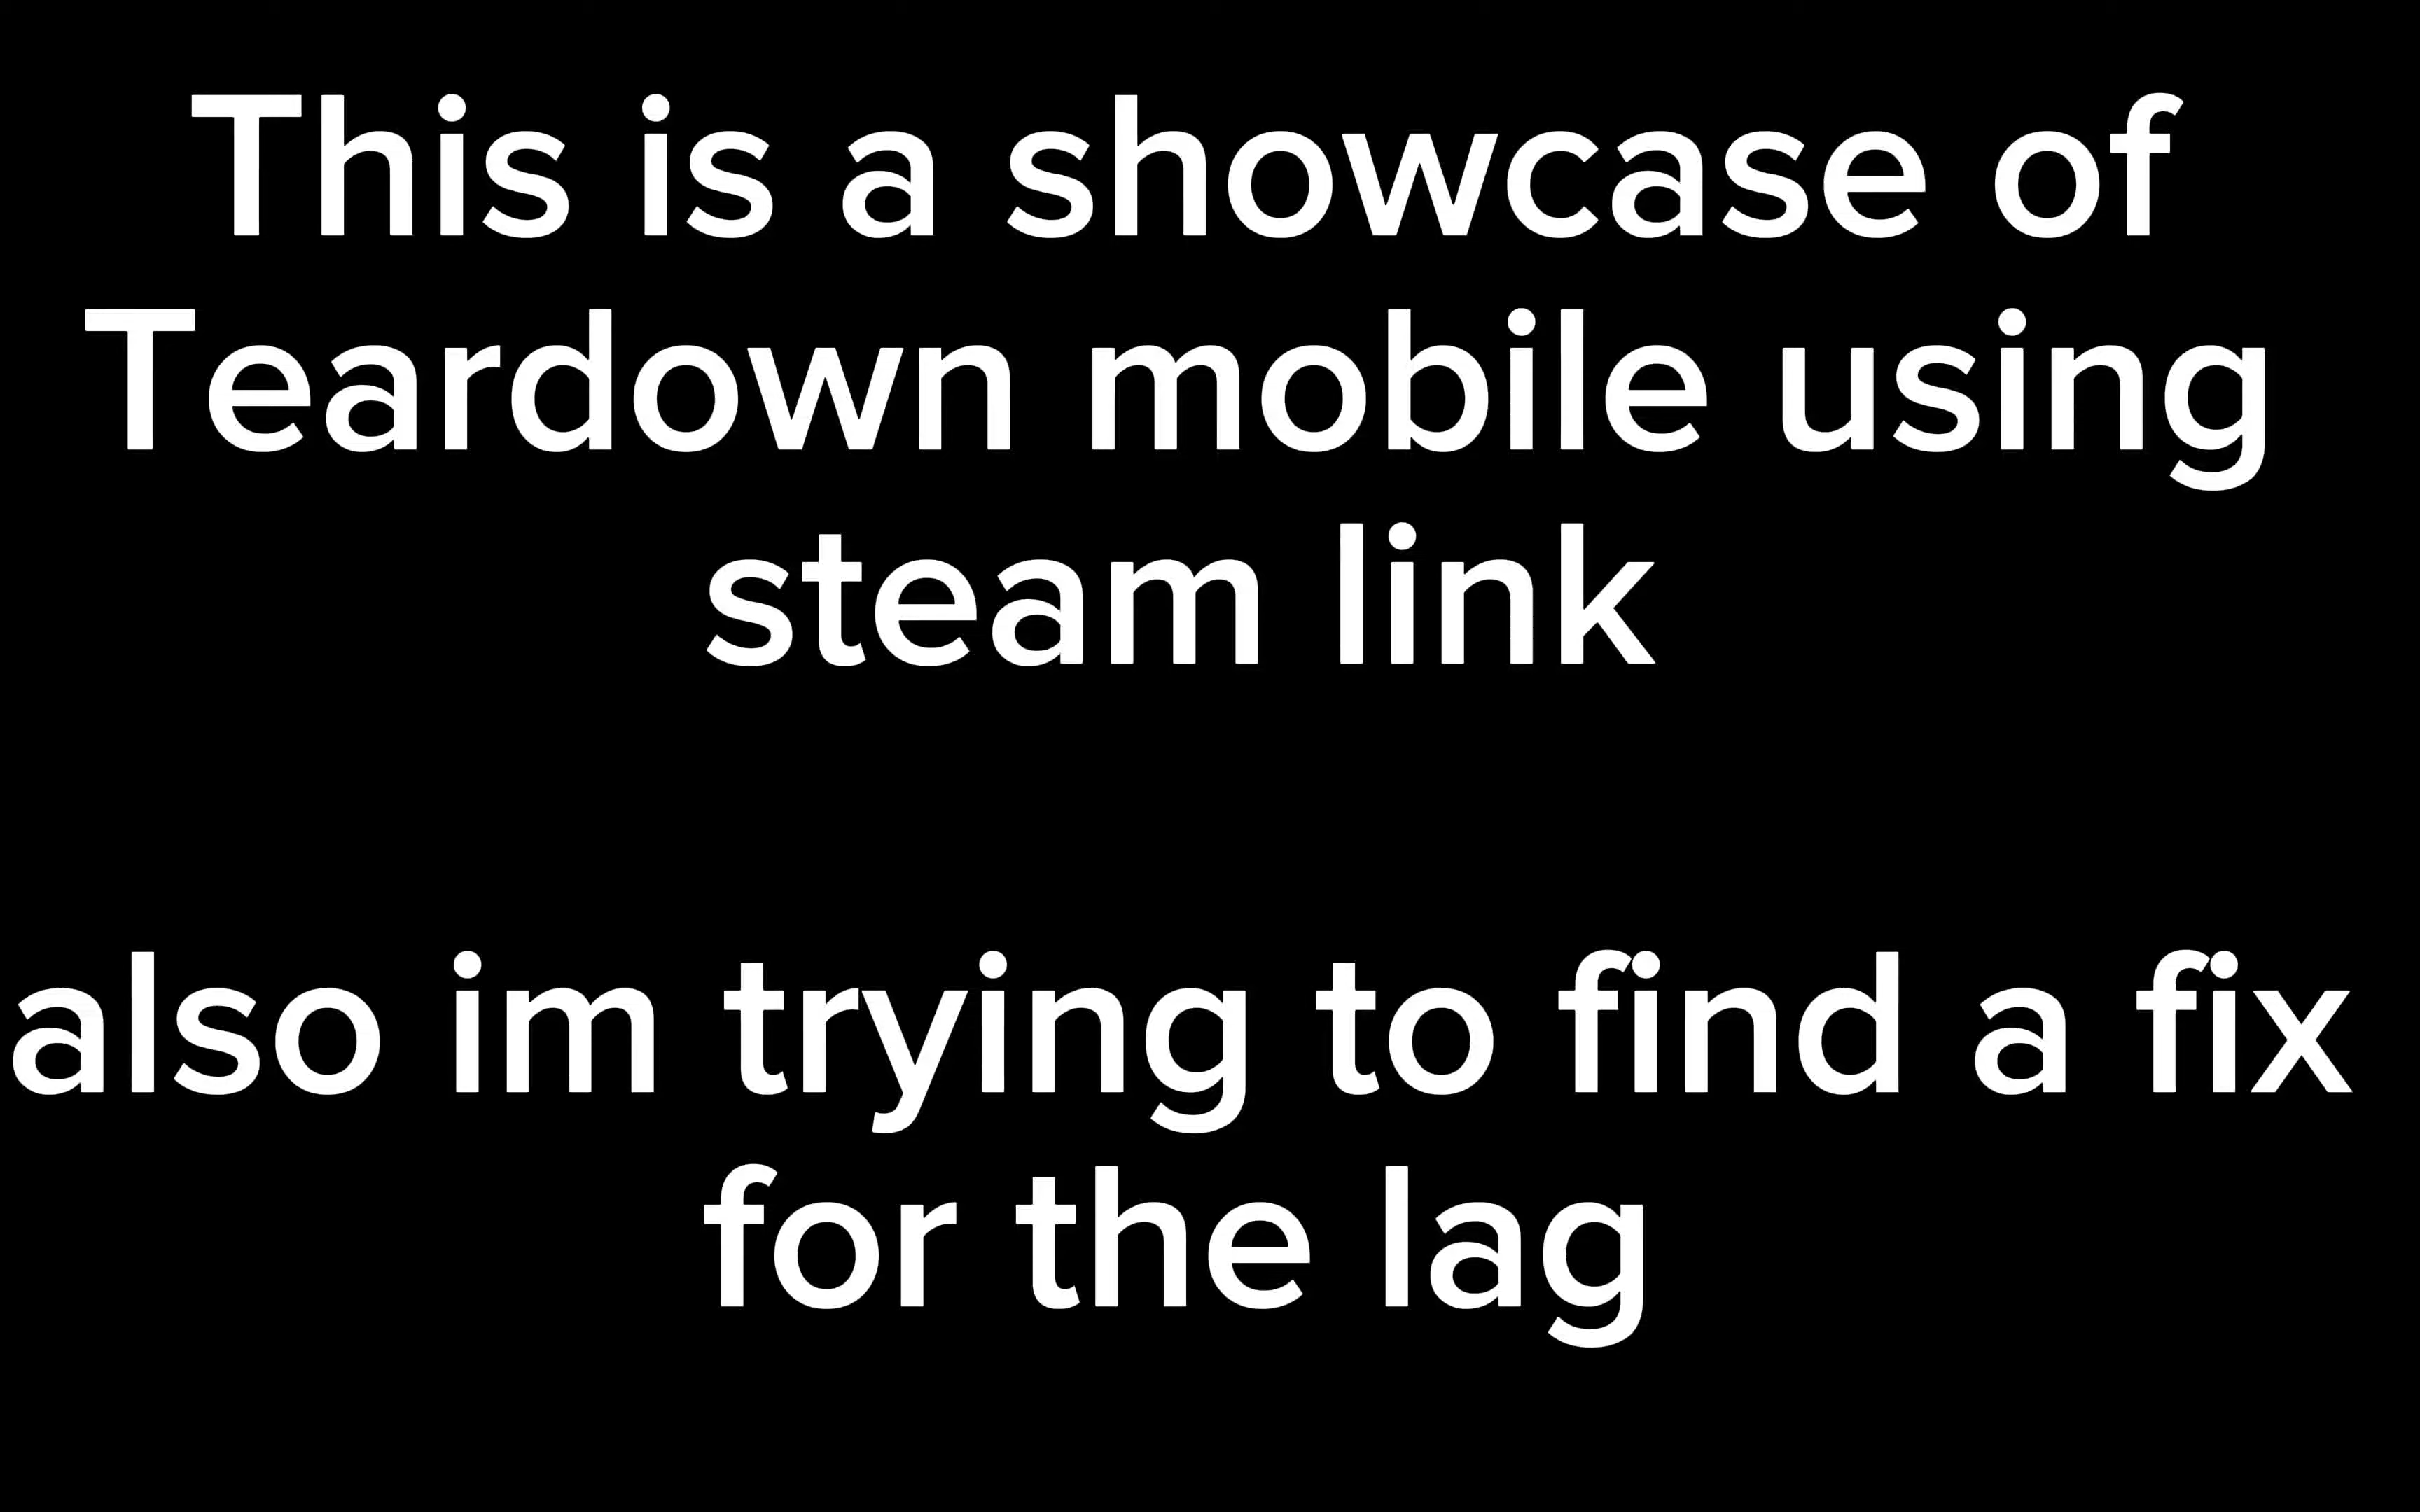 This is a showcase of
Teardown mobile using
steam link
also im trying to find a fix
for the lag